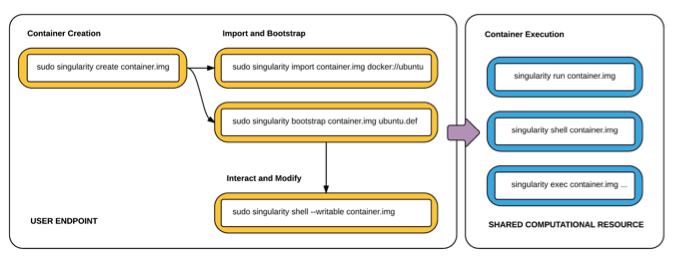 Container Creation
sudo singularity create container.img
Import and Bootstrap
sudo singularity import container.img docker://ubuntu
sudo singularity bootstrap container.img ubuntu.def
Interact and Modify
sudo singularity shell --writable container.img
USER ENDPOINT
Container Execution
singularity run container.img
singularity shell container.img
singularity exec container.img ...
SHARED COMPUTATIONAL RESOURCE